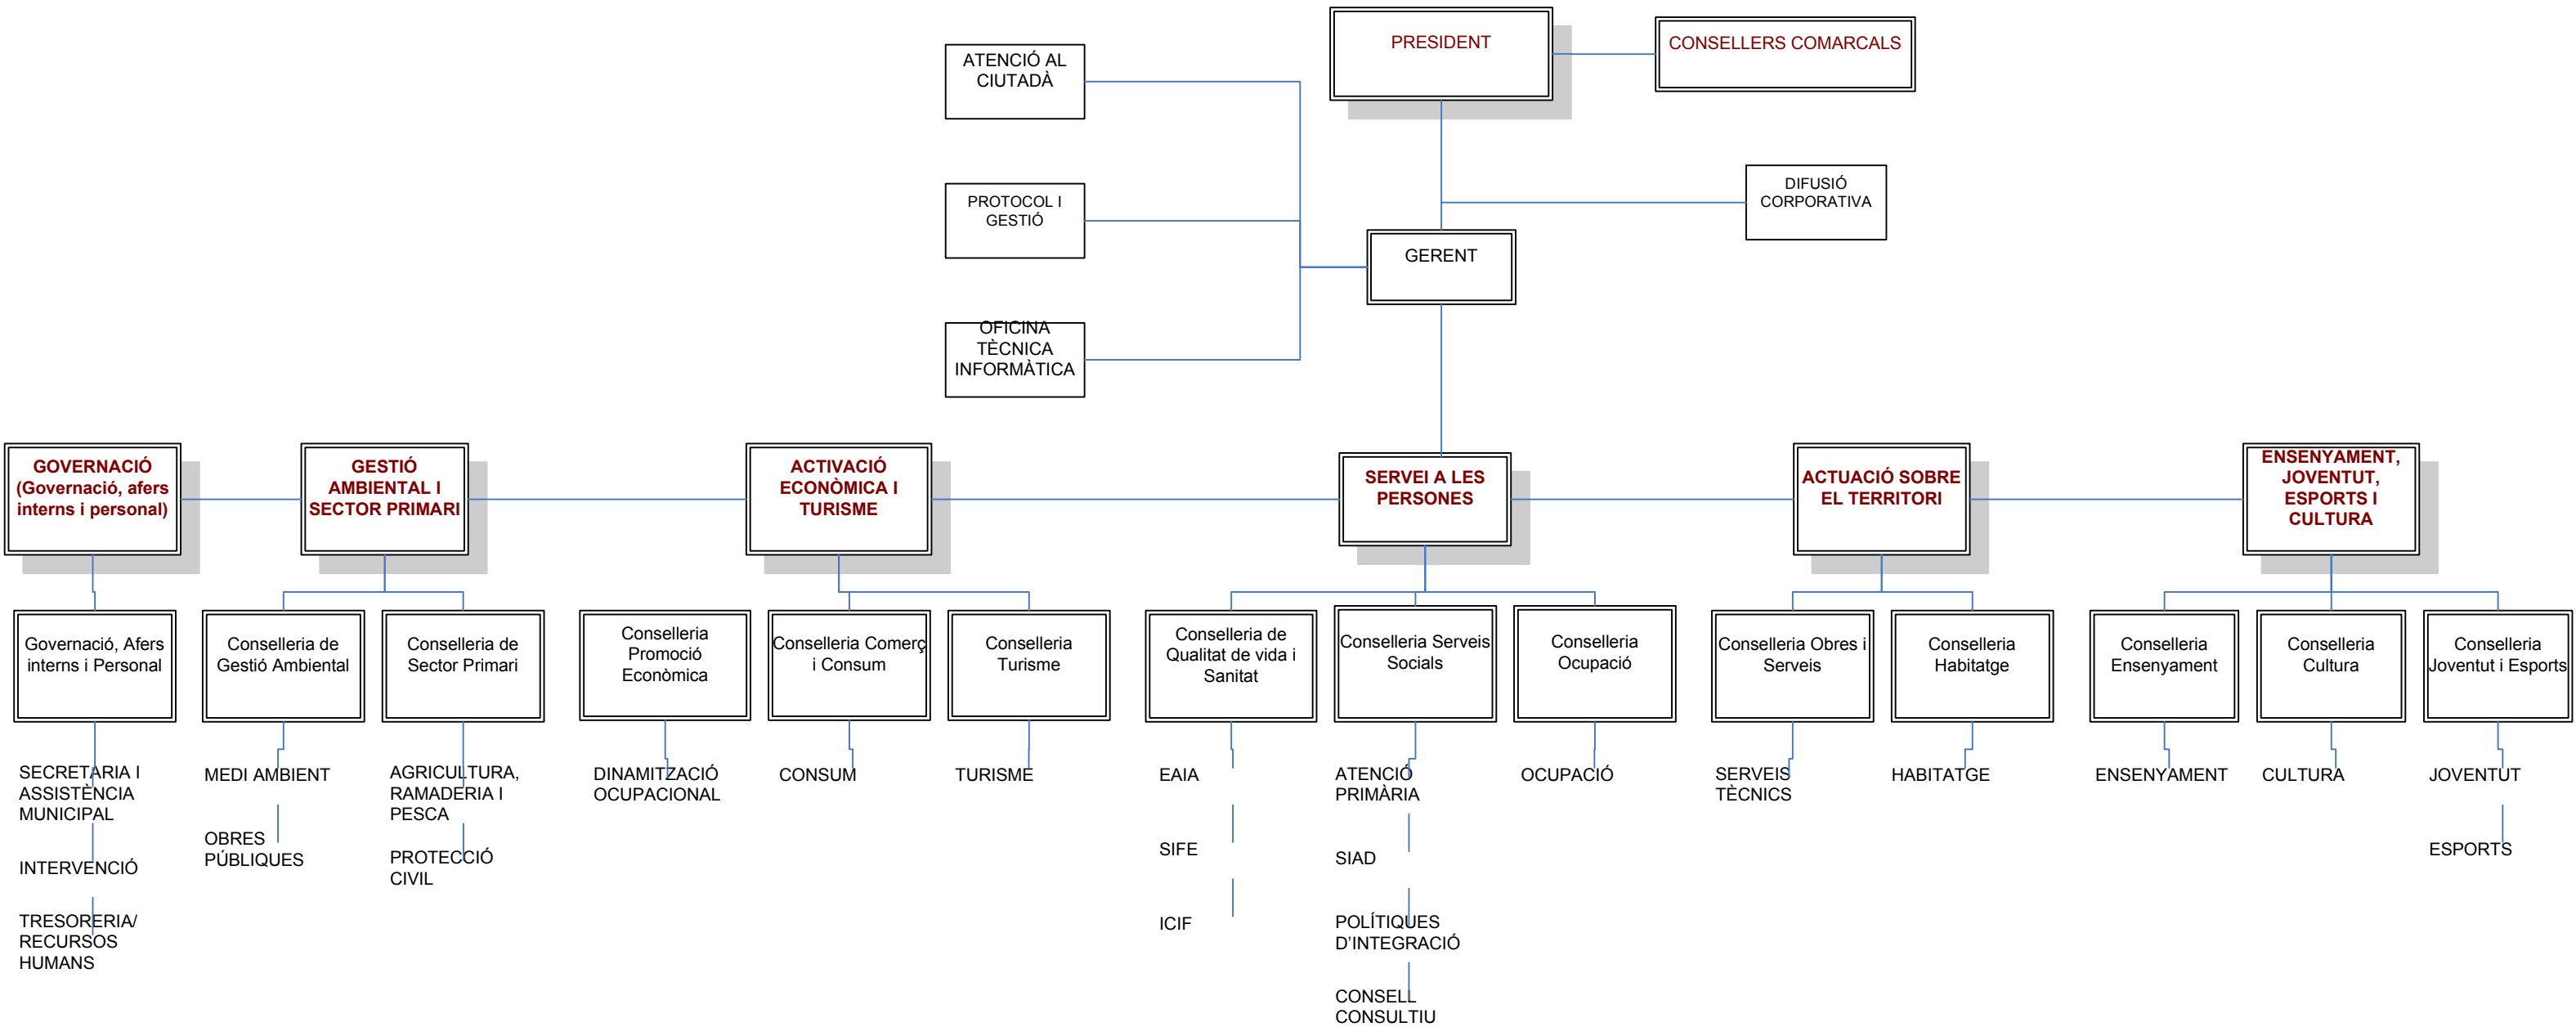 PRESIDENT
CONSELLERS COMARCALS
ATENCIÓ AL
CIUTADÀ
PROTOCOL I
GESTIÓ
DIFUSIÓ
CORPORATIVA
GERENT
OFICINA
TÈCNICA
INFORMÀTICA
GOVERNACIÓ
(Governació, afers
interns i personal)
GESTIÓ
AMBIENTAL I
SECTOR PRIMARI
ACTIVACIÓ
ECONÒMICA I
TURISME
SERVEI A LES
PERSONES
ACTUACIÓ SOBRE
EL TERRITORI
ENSENYAMENT,
JOVENTUT,
ESPORTS I
CULTURA
Governació, Afers
interns i Personal
Conselleria de
Gestió Ambiental
Conselleria de
Sector Primari
Conselleria
Promoció
Econòmica
Conselleria Comerç
i Consum
Conselleria
Turisme
Conselleria de
Qualitat de vida i
Sanitat
Conselleria Serveis
Socials
Conselleria
Ocupació
Conselleria Obres i
Serveis
Conselleria
Habitatge
Conselleria
Ensenyament
Conselleria
Cultura
Conselleria
Joventut i Esports
SECRETARIA I
ASSISTÈNCIA
MUNICIPAL
INTERVENCIÓ
TRESORERIA/
RECURSOS
HUMANS
MEDI AMBIENT
OBRES
PÚBLIQUES
AGRICULTURA,
RAMADERIA I
PESCA
PROTECCIÓ
CIVIL
DINAMITZACIÓ
OCUPACIONAL
CONSUM
TURISME
EAIA
SIFE
ICIF
ATENCIÓ
PRIMÀRIA
SIAD
POLÍTIQUES
D'INTEGRACIÓ
CONSELL
CONSULTIU
OCUPACIÓ
SERVEIS
TÈCNICS
HABITATGE
ENSENYAMENT
CULTURA
JOVENTUT
ESPORTS